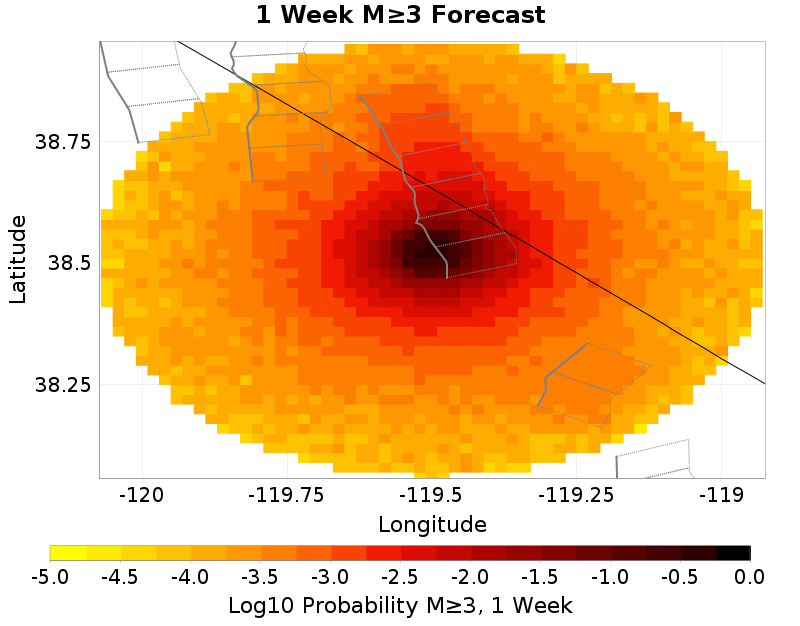 1 Week M≥3 Forecast
Latitude
38.75
38.5
38.25
-120 -119.75 -119.5 -119.25 -119
Longitude
-5.0 -4.5 -4.0 -3.5 -3.0 -2.5 -2.0 -1.5 -1.0 -0.5 0.0
Log10 Probability M≥3, 1 Week